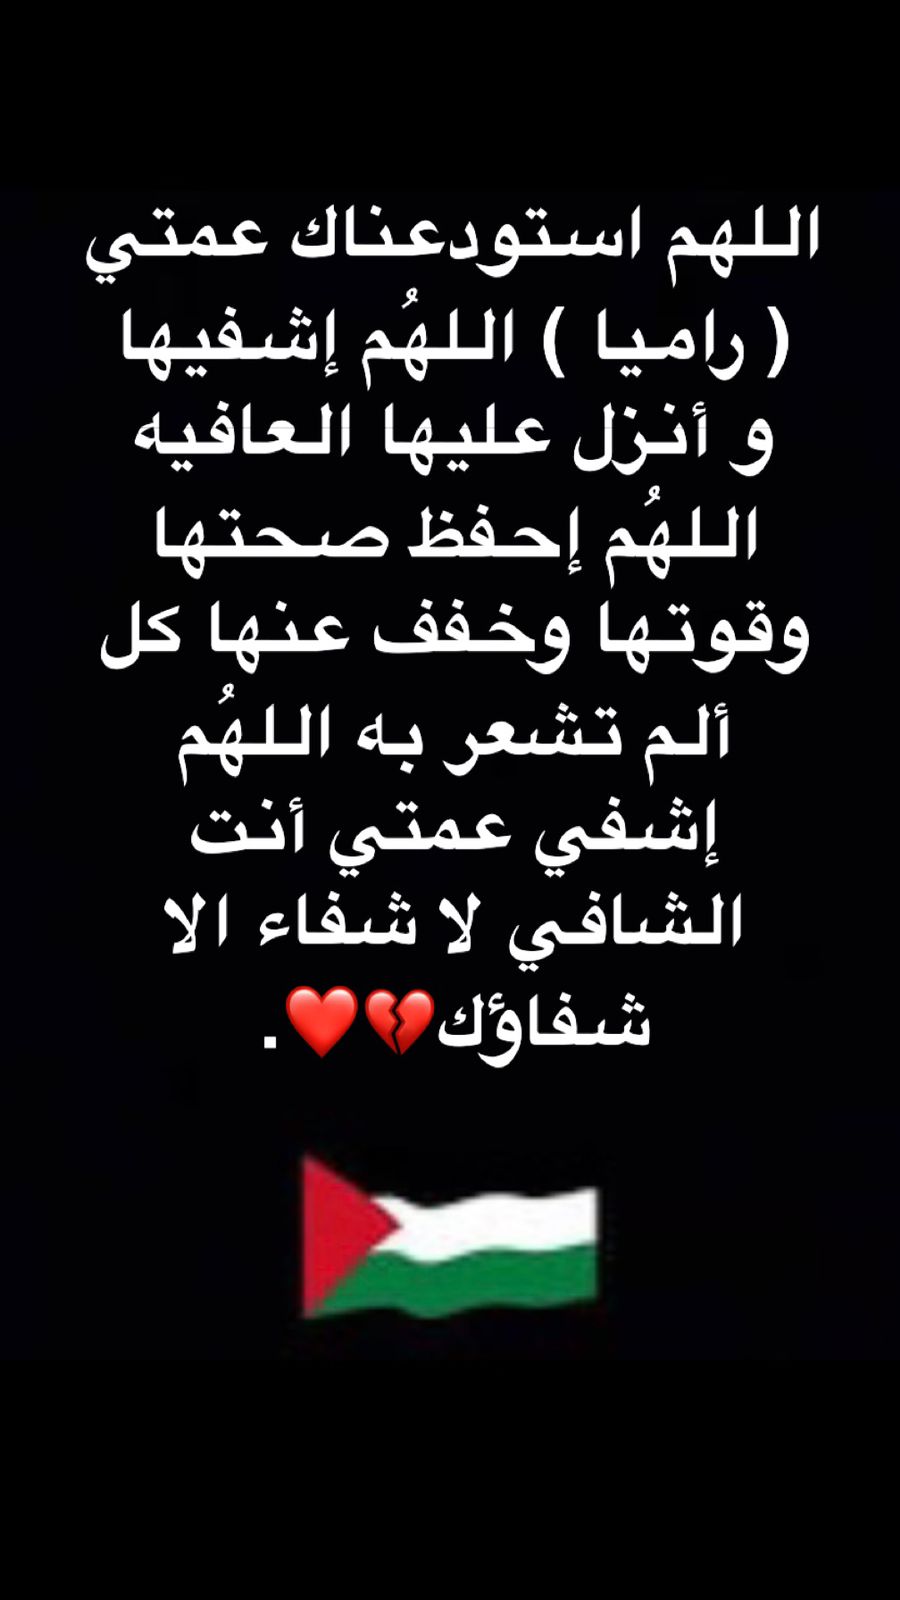 اللهم استودعناك عمتي
( راميا ) اللهُم إشفيها
و أنزل عليها العافيه
اللهُم إحفظ صحتها
وقوتها وخفف عنها كل
ألم تشعر به اللهُم
إشفي عمتي أنت
الشافي لا شفاء الا
شفاؤك💔❤️.